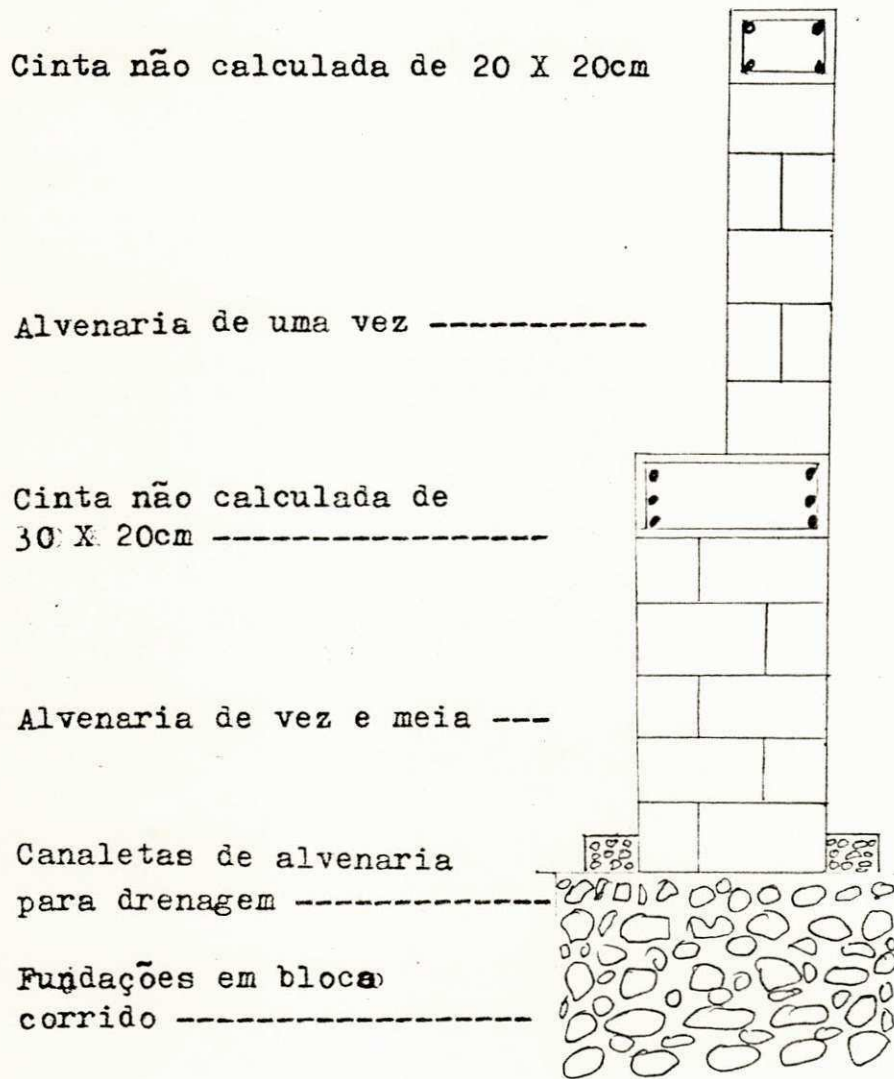 Cinta não calculada de 20 X 20cm
Alvenaria de uma vez -----------
Cinta não calculada de
30 X 20cm -----------------
Alvenaria de vez e meia ---
Canaletas de alvenaria
para drenagem -------------
Fundações em bloco
corrido ------------------